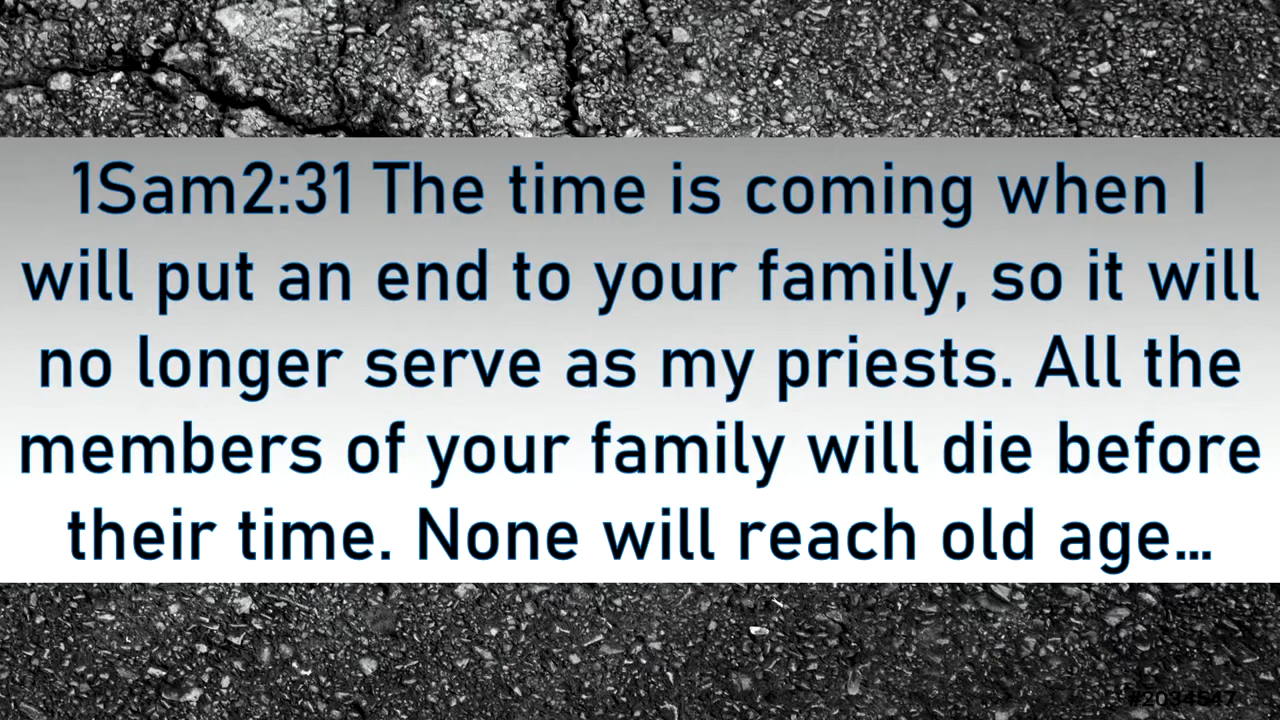 1Sam2:31 The time is coming when I
will put an end to your family, so it will
no longer serve as my priests. All the
members of your family will die before
their time. None will reach old age...